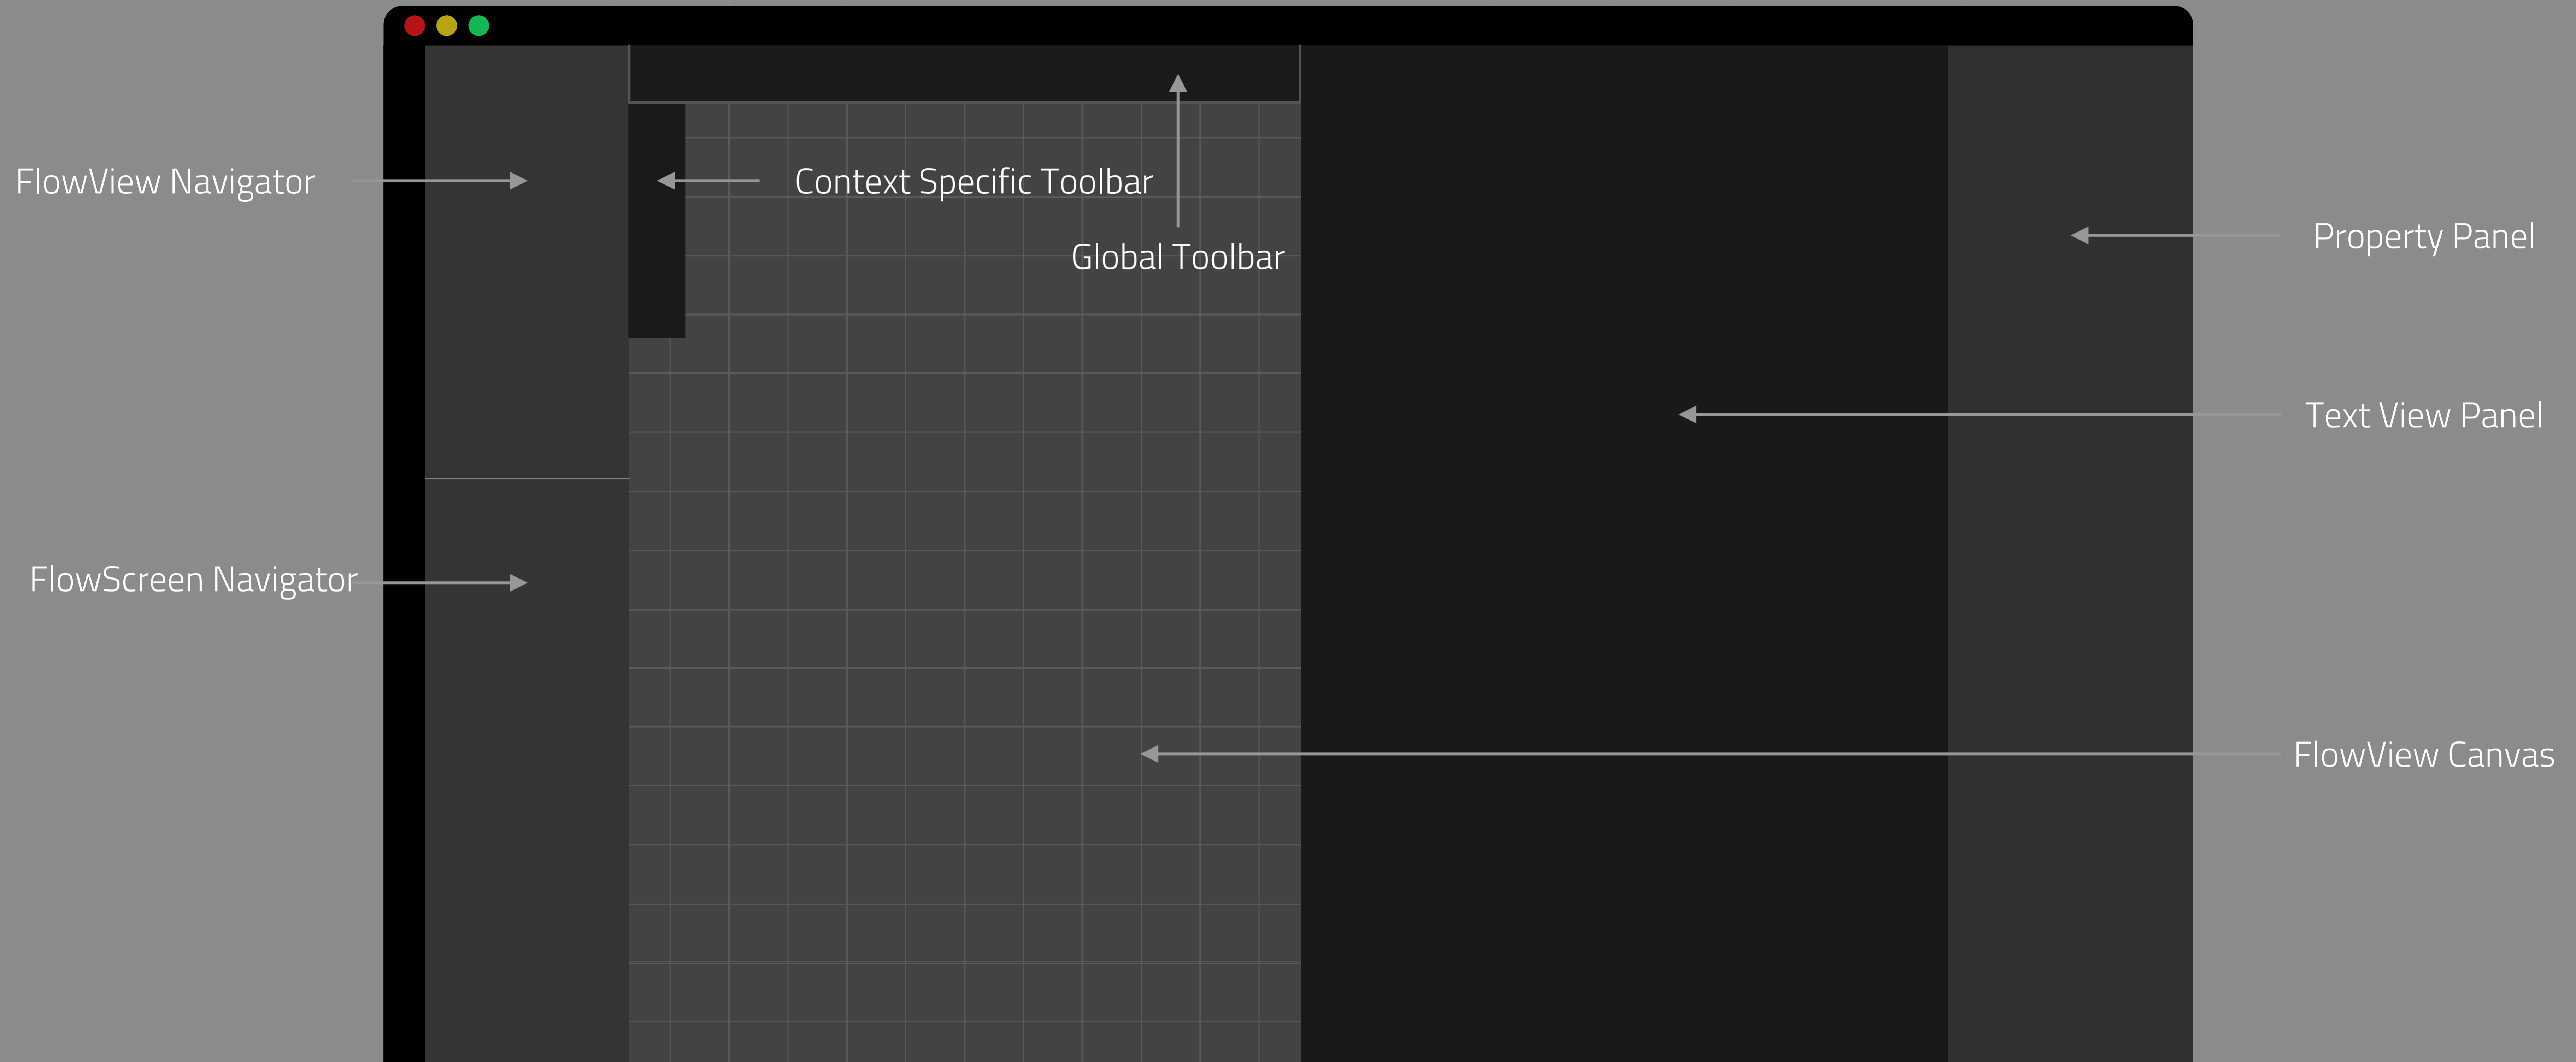 FlowView Navigator
Context Specific Toolbar
Global Toolbar
Property Panel
Text View Panel
FlowScreen Navigator
FlowView Canvas